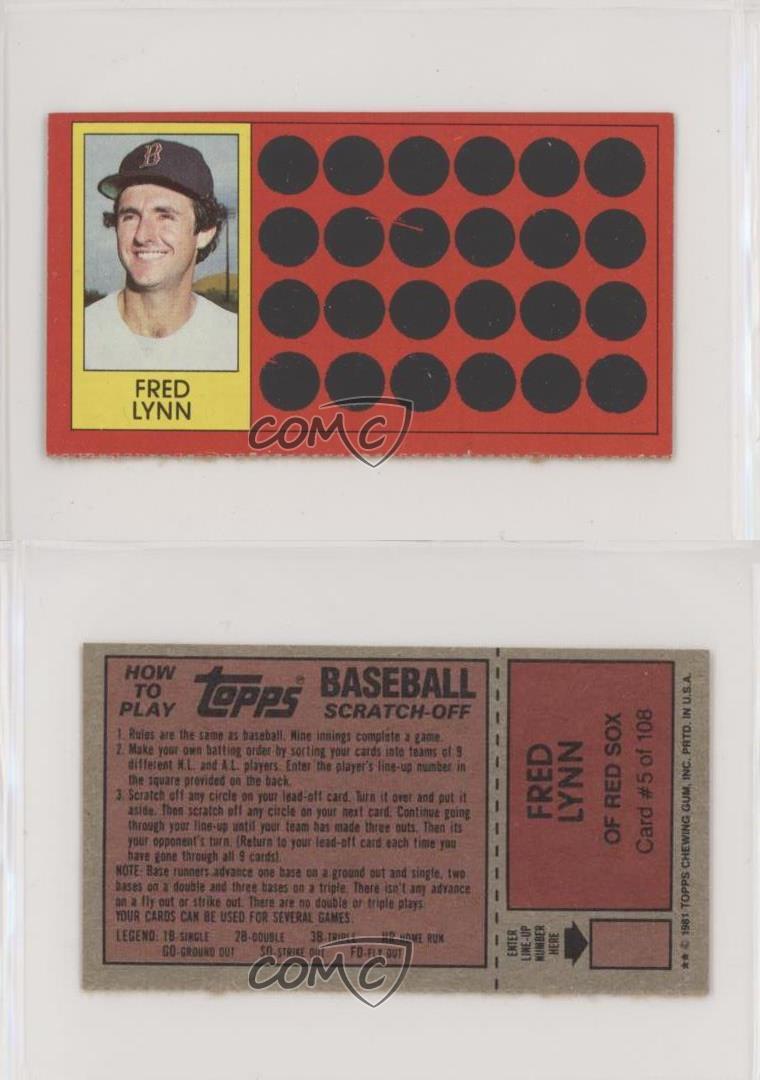 B
FRED
LYNN
COMC
HOW
TO
PLAY
TOPPS®
BASEBALL
SCRATCH-OFF
1. Rules are the same as baseball. Nine innings complete a game.
2. Make your own batting order by sorting your cards into teams of 9
different N.L. and A.L. players. Enter the player's line-up number in
the square provided on the back.
3. Scratch off any circle on your lead-off card. Turn it over and put it
aside. Then scratch off any circle on your next card. Continue going
through your line-up until your team has made three outs. Then its
your opponent's turn. (Return to your lead-off card each time you
have gone through all 9 cards).
NOTE: Base runners advance one base on a ground out and single, two
bases on a double and three bases on a triple. There isn't any advance
on a fly out or strike out. There are no double or triple plays.
YOUR CARDS CAN BE USED FOR SEVERAL GAMES.
LEGEND: 1B-SINGLE 2B-DOUBLE 3B-TRIPLE HR-HOME RUN
GO-GROUND OUT SO-STRIKE OUT FO-FLY OUT
COMC
FRED
LYNN
OF RED SOX
Card #5 of 108
ENTER
LINE-UP
NUMBER
HERE
★★ © 1981 TOPPS CHEWING GUM, INC. PRTD. IN U.S.A.